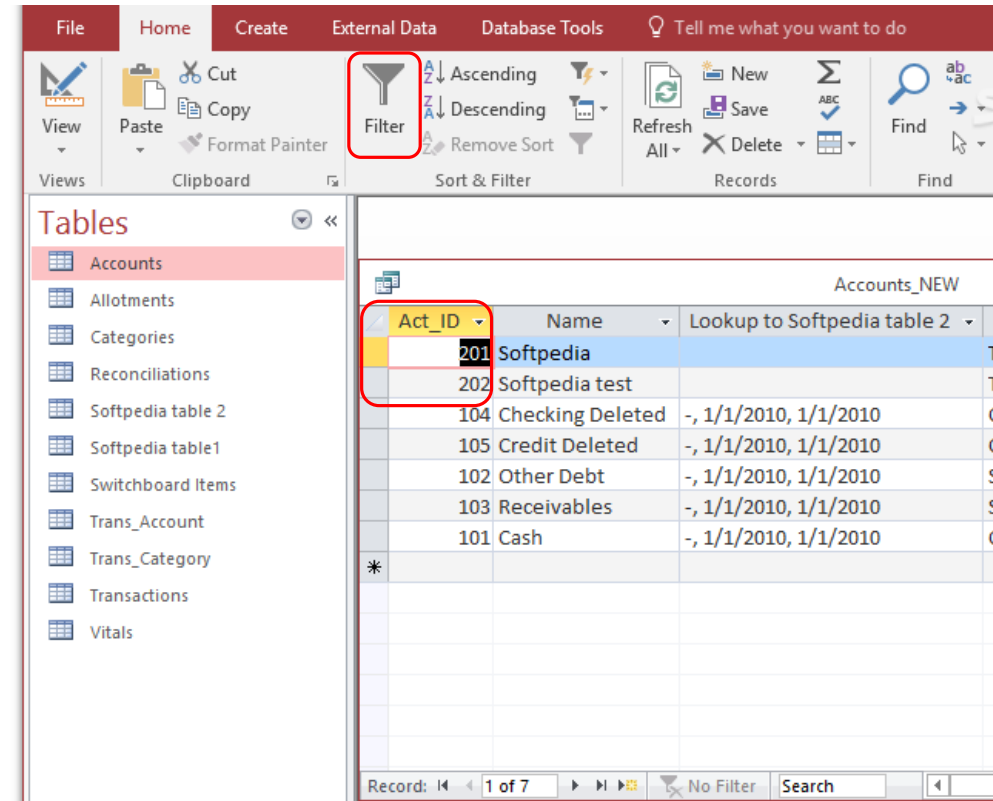 File Home Create External Data Database Tools Tell me what you want to do
View
Views
Paste
Cut
Copy
Format Painter
Clipboard
Filter
Ascending
Descending
Remove Sort
Sort & Filter
Refresh
All
New
Save
Delete
Records
ABC
Find
ab
ac
Find
Tables
Accounts
Allotments
Categories
Reconciliations
Softpedia table 2
Softpedia table1
Switchboard Items
Trans_Account
Trans_Category
Transactions
Vitals
Accounts_NEW
Act_ID Name Lookup to Softpedia table 2
201 Softpedia
202 Softpedia test
104 Checking Deleted -, 1/1/2010, 1/1/2010
105 Credit Deleted -, 1/1/2010, 1/1/2010
102 Other Debt -, 1/1/2010, 1/1/2010
103 Receivables -, 1/1/2010, 1/1/2010
101 Cash -, 1/1/2010, 1/1/2010
Record: 1 of 7 No Filter Search